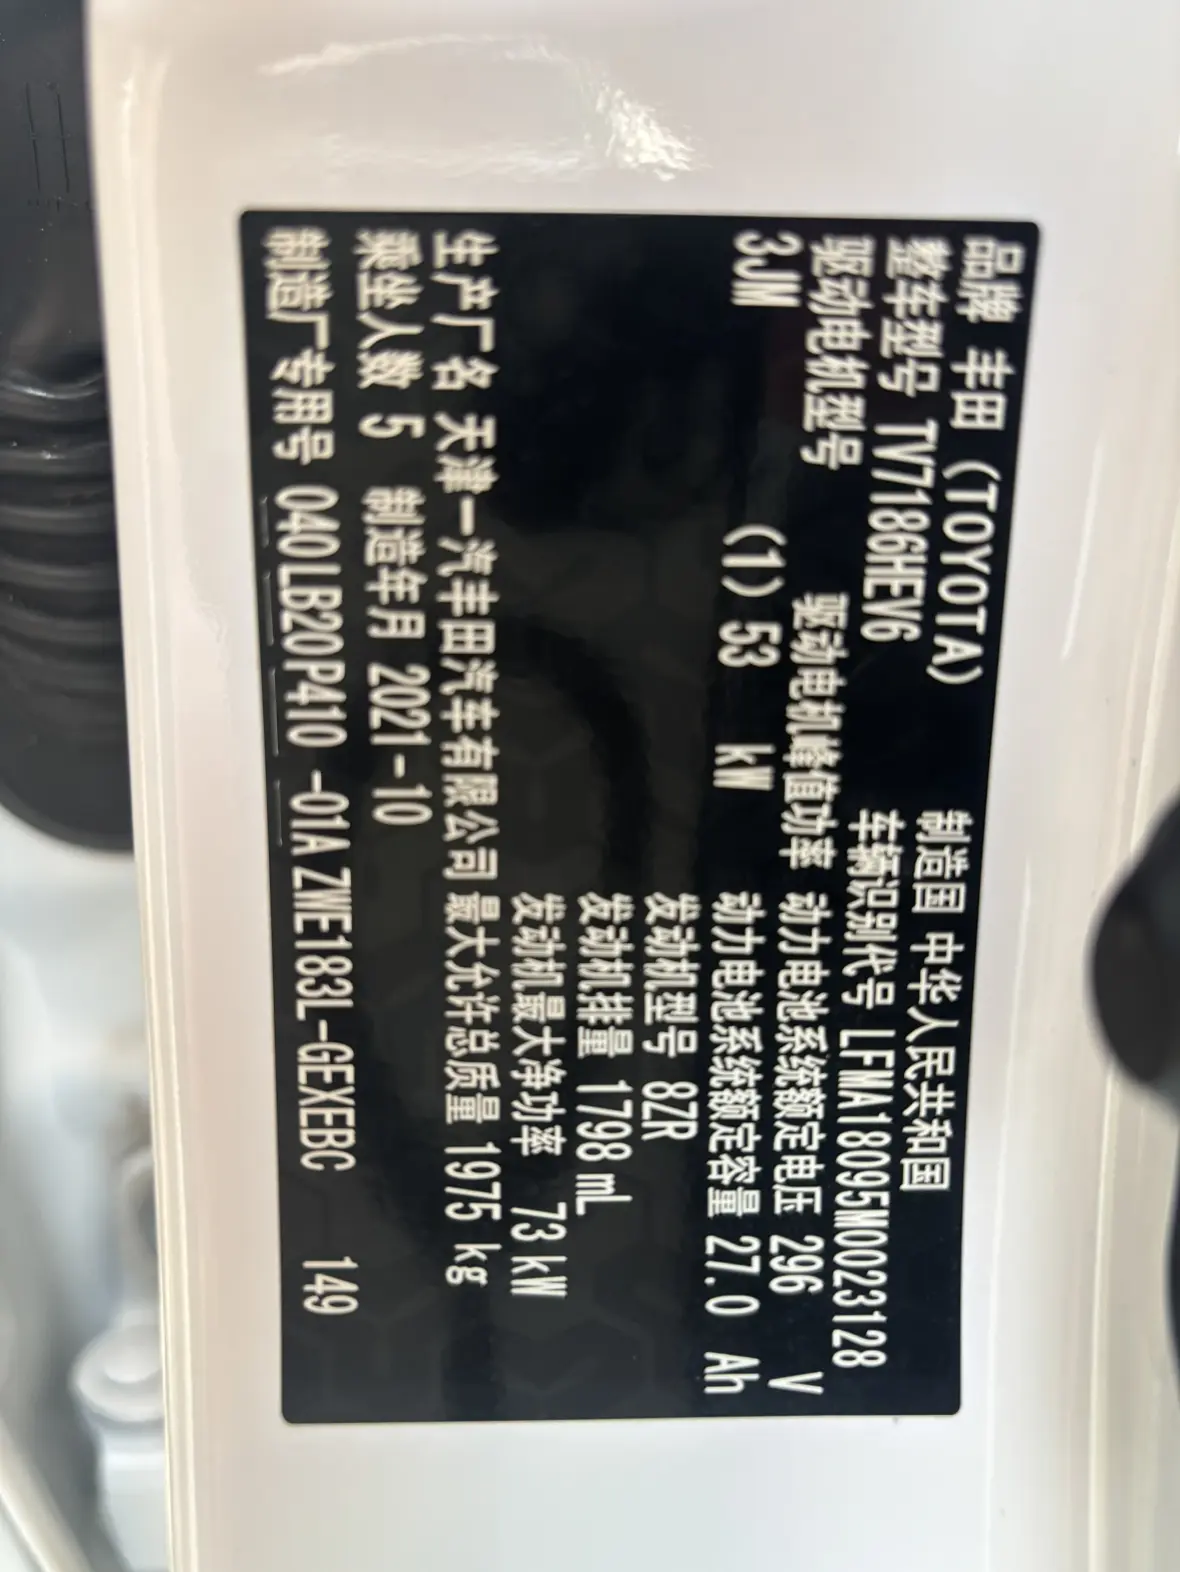 品牌 丰田 (TOYOTA) 制造国 中华人民共和国
整车型号 TV7186HEV6 车辆识别代号 LFMA18095M0023128
驱动电机型号 驱动电机峰值功率 动力电池系统额定电压 296 V
3JM (1) 53 kW 动力电池系统额定容量 27.0 Ah
发动机型号 8ZR
发动机排量 1798 mL
发动机最大净功率 73 kW
生产厂名 天津一汽丰田汽车有限公司 最大允许总质量 1975 kg
乘坐人数 5 制造年月 2021-10
制造厂专用号 040LB20P410 -01A ZWE183L-GEXEBC 149